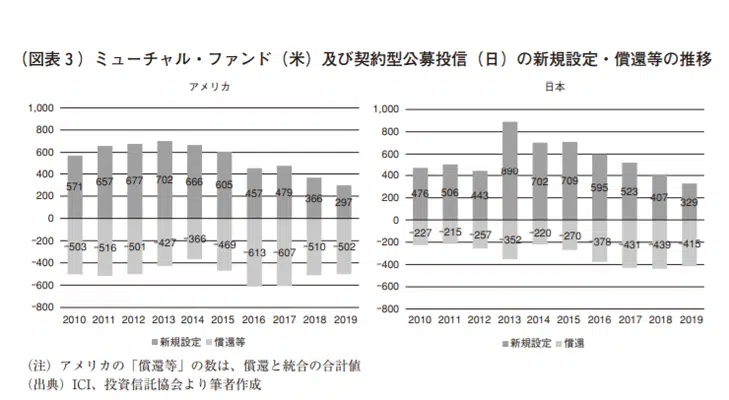 (図表3) ミューチャル・ファンド(米)及び契約型公募投信(日)の新規設定・償還等の推移
アメリカ
1,000
800
600
400
200
0
-200
-400
-600
-800
571 657 677 702 666 605 457 479 366 297
-503 -516 -501 -427 -366 -469 -613 -607 -510 -502
2010 2011 2012 2013 2014 2015 2016 2017 2018 2019
■新規設定 ■償還等
日本
1,000
800
600
400
200
0
-200
-400
-600
-800
476 506 443 890 702 709 595 523 407 329
-227 -215 -257 -352 -220 -270 -378 -431 -439 -415
2010 2011 2012 2013 2014 2015 2016 2017 2018 2019
■新規設定 ■償還
(注)アメリカの「償還等」の数は、償還と統合の合計値
(出典)ICI、投資信託協会より筆者作成